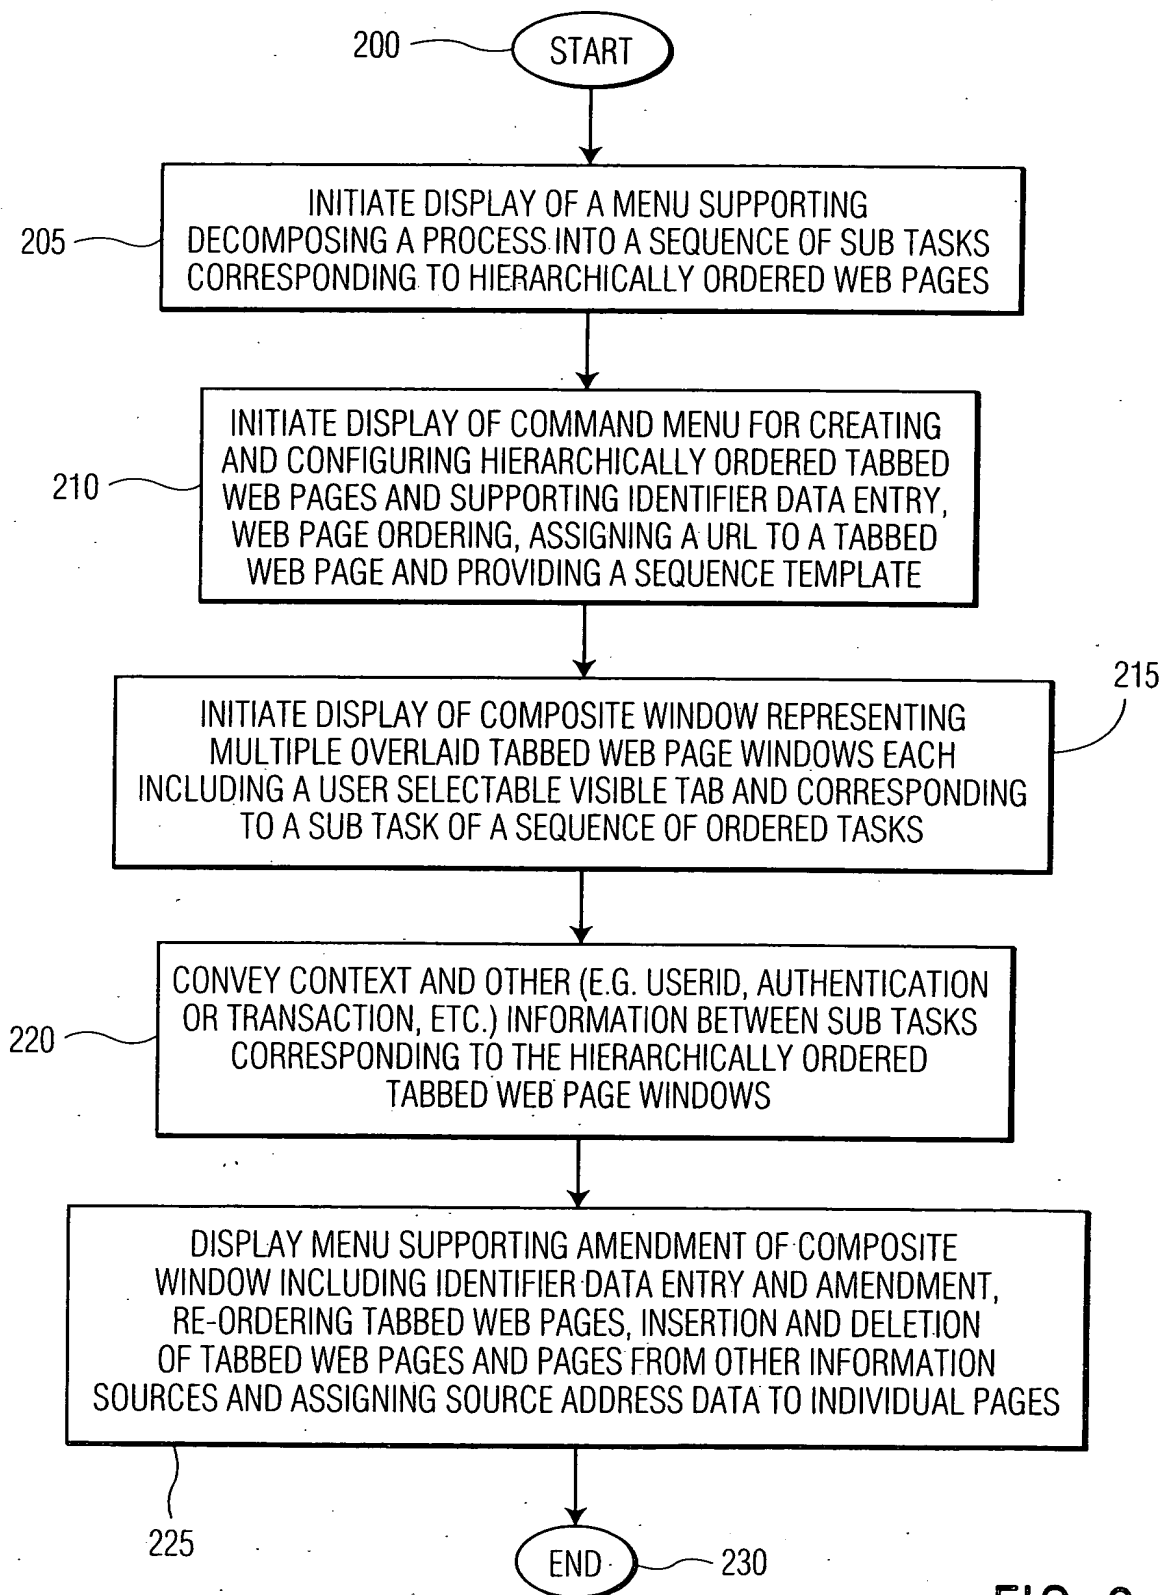 200
START
205
INITIATE DISPLAY OF A MENU SUPPORTING
DECOMPOSING A PROCESS INTO A SEQUENCE OF SUB TASKS
CORRESPONDING TO HIERARCHICALLY ORDERED WEB PAGES
210
INITIATE DISPLAY OF COMMAND MENU FOR CREATING
AND CONFIGURING HIERARCHICALLY ORDERED TABBED
WEB PAGES AND SUPPORTING IDENTIFIER DATA ENTRY,
WEB PAGE ORDERING, ASSIGNING A URL TO A TABBED
WEB PAGE AND PROVIDING A SEQUENCE TEMPLATE
215
INITIATE DISPLAY OF COMPOSITE WINDOW REPRESENTING
MULTIPLE OVERLAID TABBED WEB PAGE WINDOWS EACH
INCLUDING A USER SELECTABLE VISIBLE TAB AND CORRESPONDING
TO A SUB TASK OF A SEQUENCE OF ORDERED TASKS
220
CONVEY CONTEXT AND OTHER (E.G. USERID, AUTHENTICATION
OR TRANSACTION, ETC.) INFORMATION BETWEEN SUB TASKS
CORRESPONDING TO THE HIERARCHICALLY ORDERED
TABBED WEB PAGE WINDOWS
DISPLAY MENU SUPPORTING AMENDMENT OF COMPOSITE
WINDOW INCLUDING IDENTIFIER DATA ENTRY AND AMENDMENT,
RE-ORDERING TABBED WEB PAGES, INSERTION AND DELETION
OF TABBED WEB PAGES AND PAGES FROM OTHER INFORMATION
SOURCES AND ASSIGNING SOURCE ADDRESS DATA TO INDIVIDUAL PAGES
225
END
230
FIG.